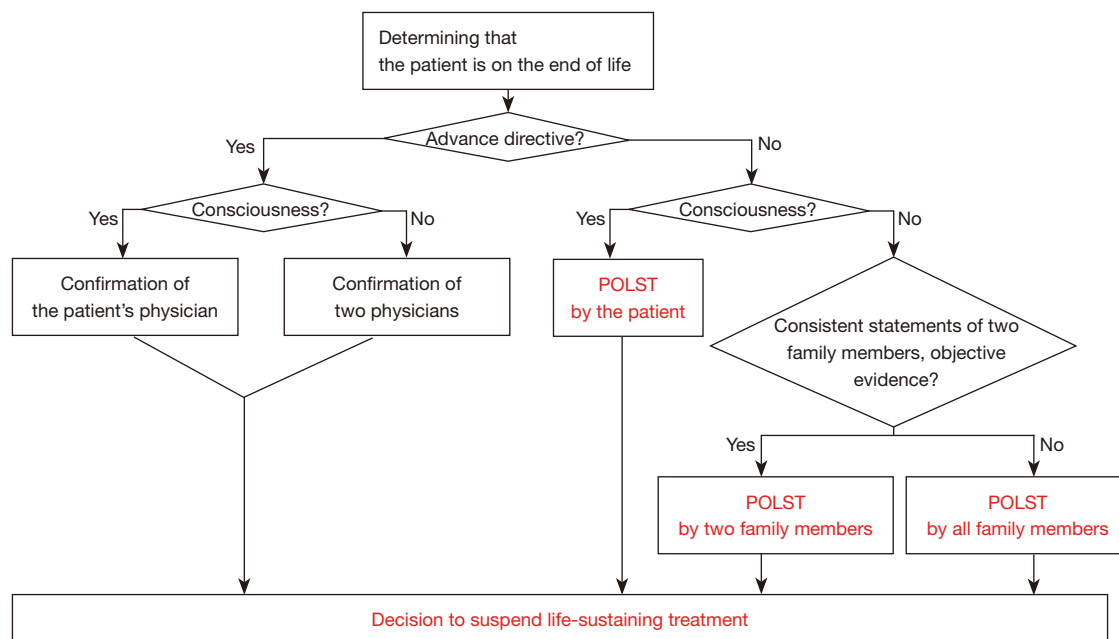 Determining that
the patient is on the end of life
Advance directive?
Yes
No
Consciousness?
Yes
No
Consciousness?
Yes
No
Confirmation of
the patient's physician
Confirmation of
two physicians
POLST
by the patient
Consistent statements of two
family members, objective
evidence?
Yes
No
POLST
by two family members
POLST
by all family members
Decision to suspend life-sustaining treatment